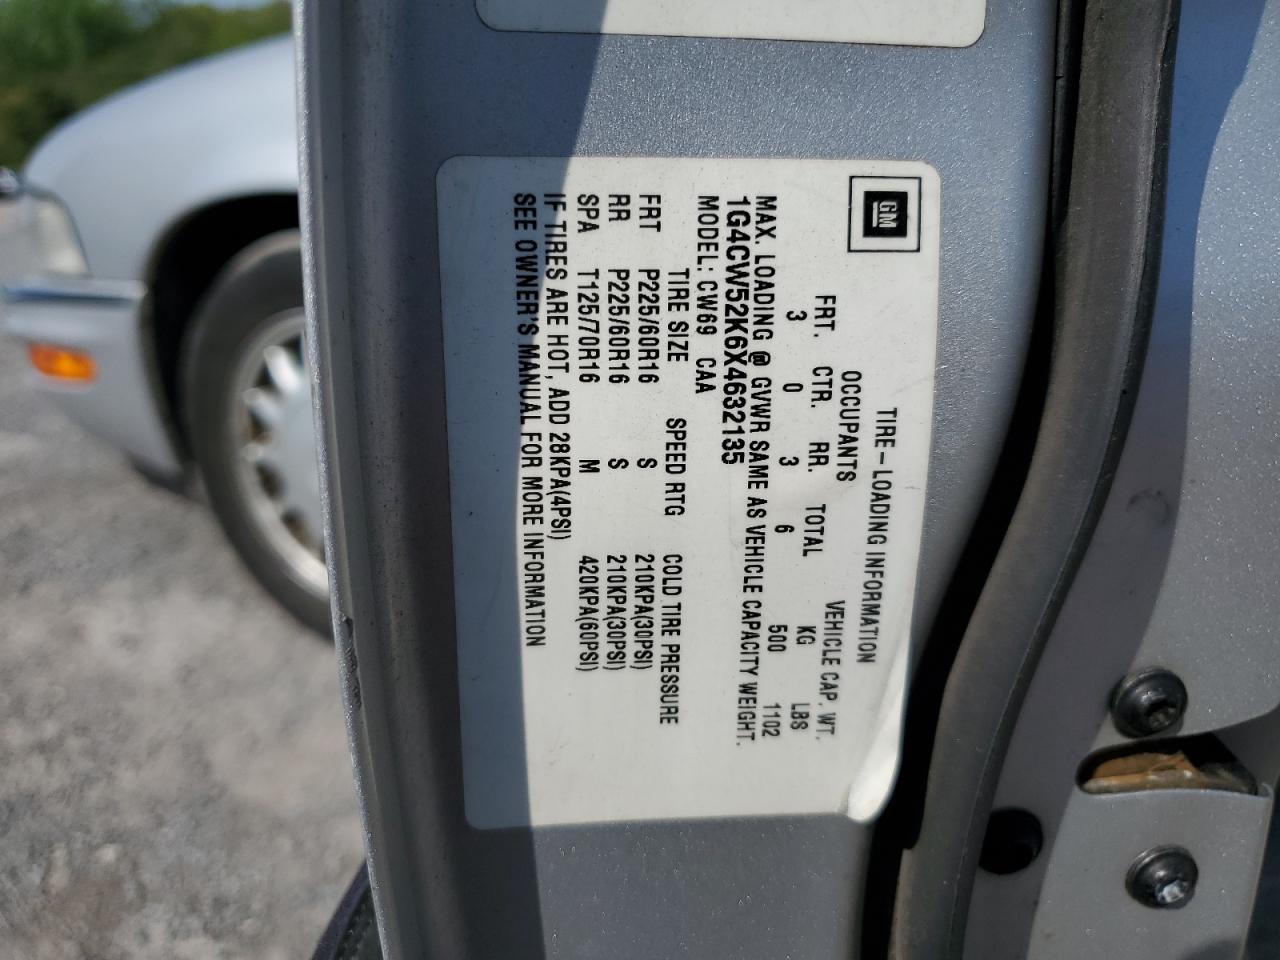 GM
TIRE-LOADING INFORMATION
OCCUPANTS VEHICLE CAP. WT.
FRT. CTR. RR. TOTAL KG LBS
3 0 3 6 500 1102
MAX. LOADING @ GVWR SAME AS VEHICLE CAPACITY WEIGHT.
1G4CW52K6X4632135
MODEL: CW69 CAA
TIRE SIZE SPEED RTG COLD TIRE PRESSURE
FRT P225/60R16 S 210KPA(30PSI)
RR P225/60R16 S 210KPA(30PSI)
SPA T125/70R16 M 420KPA(60PSI)
IF TIRES ARE HOT, ADD 28KPA(4PSI)
SEE OWNER'S MANUAL FOR MORE INFORMATION